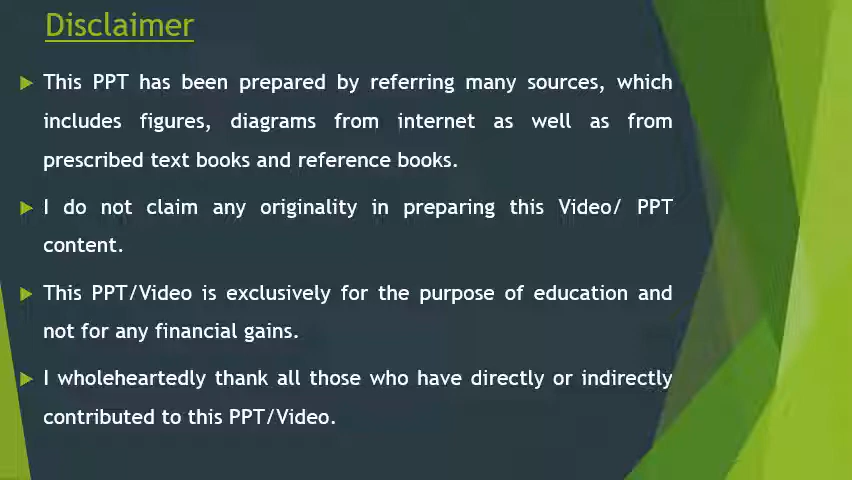 Disclaimer
This PPT has been prepared by referring many sources, which
includes figures, diagrams from internet as well as from
prescribed text books and reference books.
I do not claim any originality in preparing this Video/ PPT
content.
This PPT/Video is exclusively for the purpose of education and
not for any financial gains.
I wholeheartedly thank all those who have directly or indirectly
contributed to this PPT/Video.